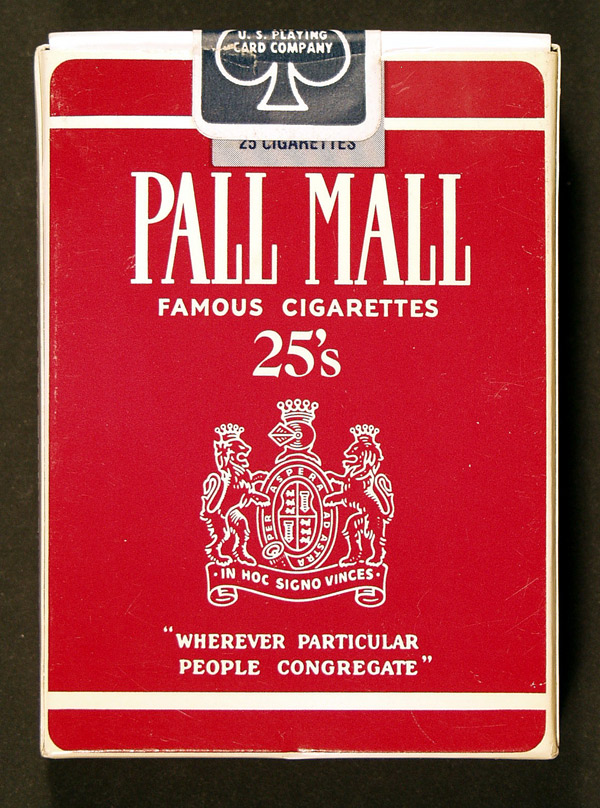 U. S. PLAYING
CARD COMPANY
25 CIGARETTES
PALL MALL
FAMOUS CIGARETTES
25's
PER ASPERA AD ASTRA
· IN HOC SIGNO VINCES ·
“WHEREVER PARTICULAR
PEOPLE CONGREGATE”